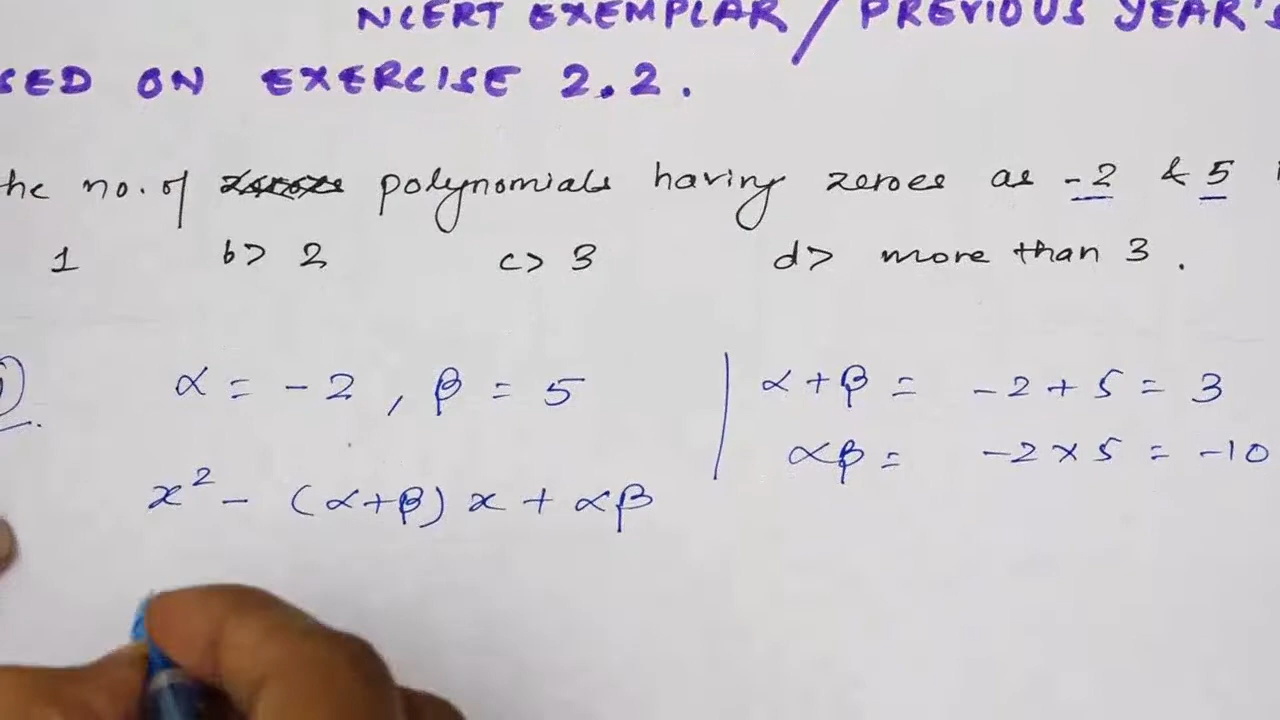 NCERT EXEMPLAR / PREVIOUS YEAR'S
SED ON EXERCISE 2.2.
he no. of polynomials having zeroes as -2 & 5 i
1 b> 2 c> 3 d> more than 3 .
α = -2 , β = 5
α + β = -2 + 5 = 3
αβ = -2 × 5 = -10
x² - (α+β) x + αβ